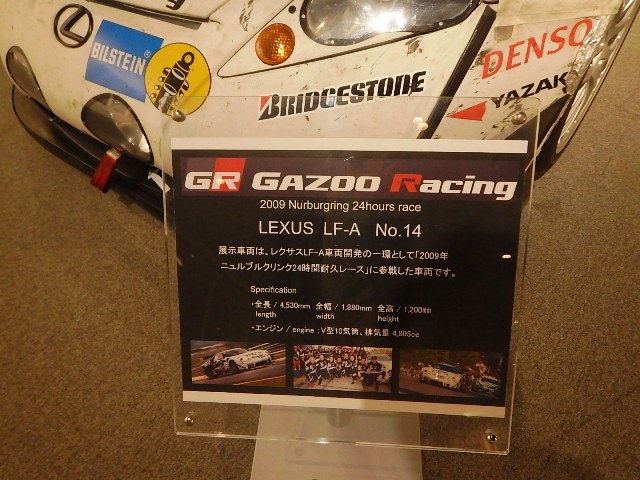 BILSTEIN
BRIDGESTONE
DENSO
YAZAK
GR GAZOO Racing
2009 Nurburgring 24hours race
LEXUS LF-A No.14
展示車両は、レクサスLF-A車両開発の一環として「2009年
ニュルブルクリンク24時間耐久レース」に参戦した車両です。
Specification
・全長 / 4,530mm 全幅 / 1,880mm 全高 / 1,200mm
length width height
・エンジン / engine : V型10気筒、排気量 4,805cc